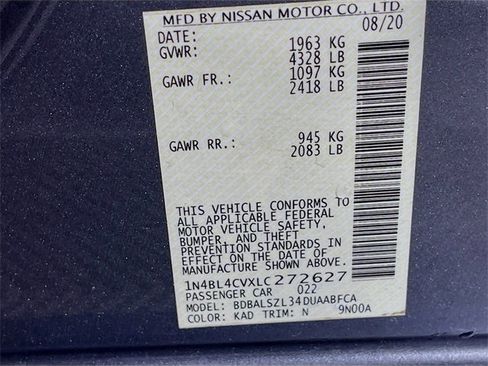 MFD BY NISSAN MOTOR CO., LTD.
DATE: 08/20
GVWR: 1963 KG
4328 LB
GAWR FR.: 1097 KG
2418 LB
GAWR RR.: 945 KG
2083 LB
THIS VEHICLE CONFORMS TO
ALL APPLICABLE FEDERAL
MOTOR VEHICLE SAFETY,
BUMPER, AND THEFT
PREVENTION STANDARDS IN
EFFECT ON THE DATE OF
MANUFACTURE SHOWN ABOVE.
1N4BL4CVXLC272627
PASSENGER CAR 022
MODEL: BDBALSZL34DUAABFCA
COLOR: KAD TRIM: N 9N00A